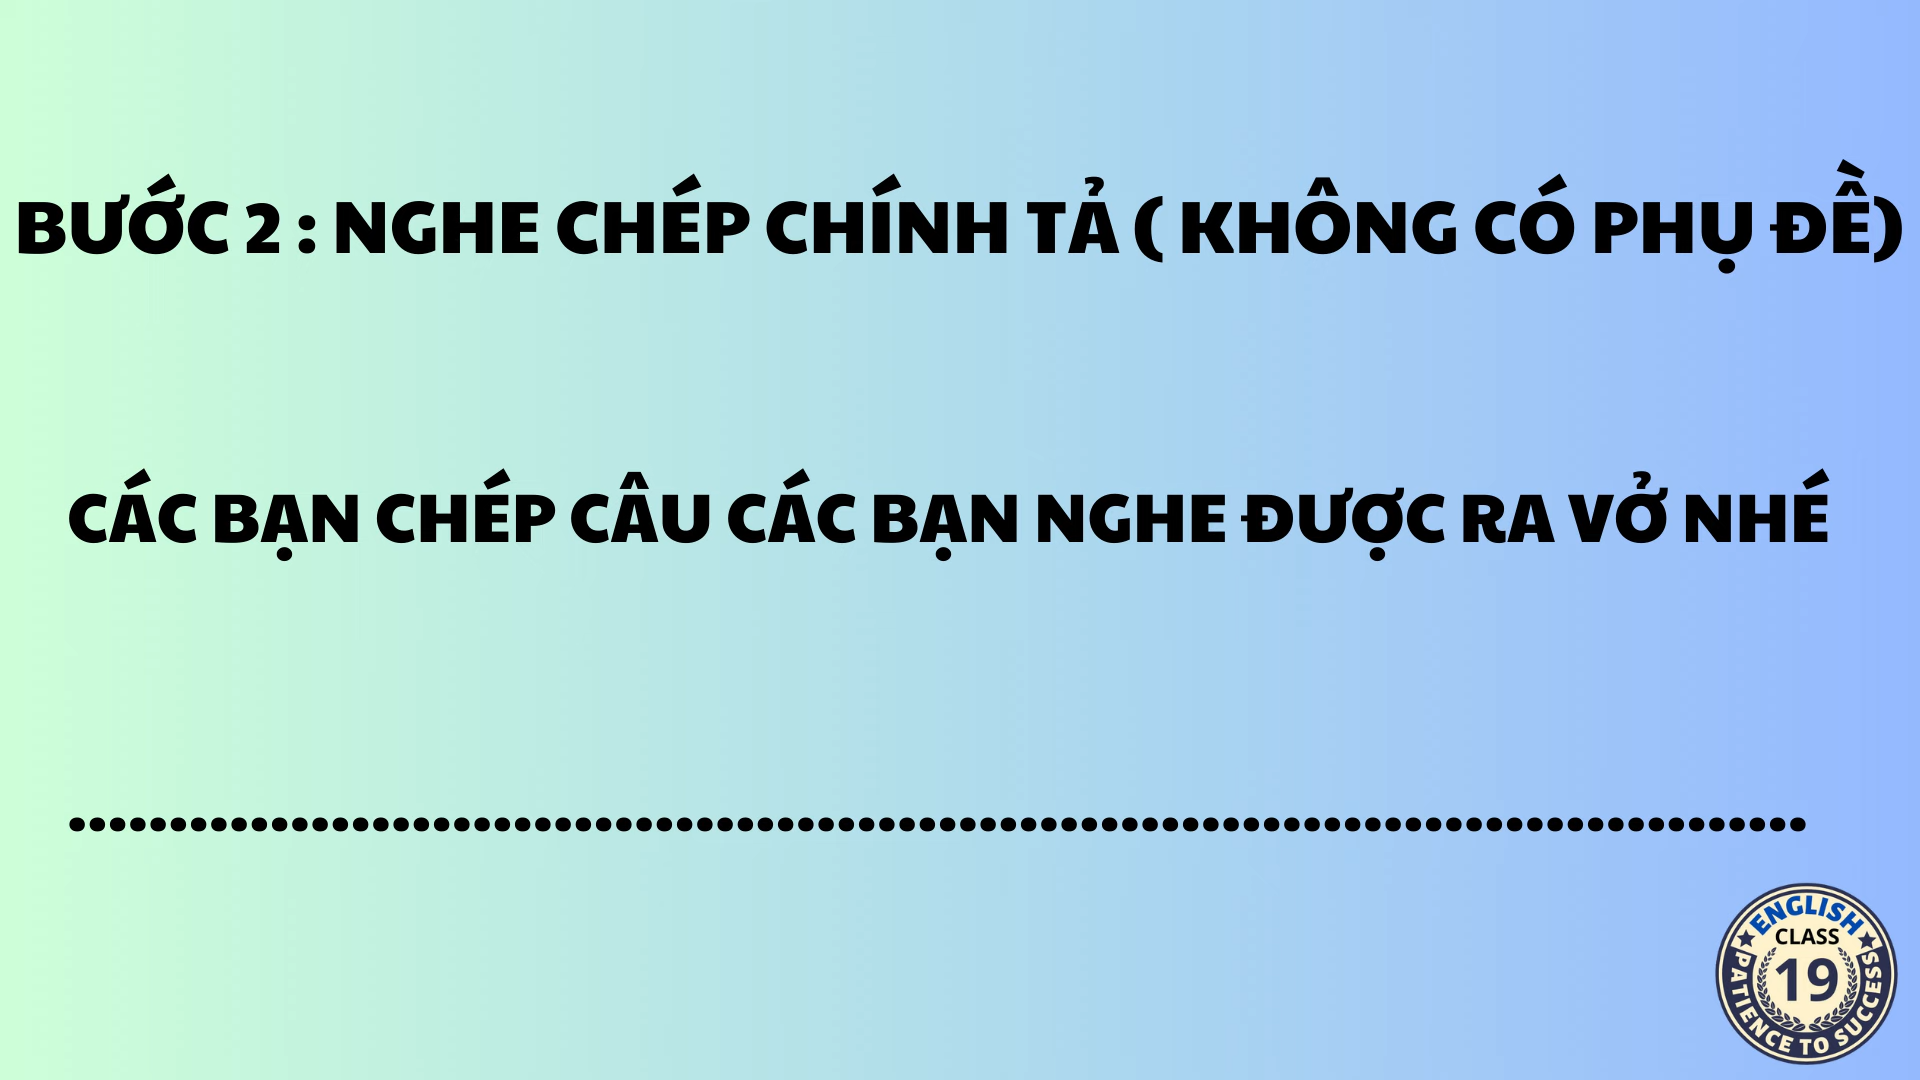 BƯỚC 2 : NGHE CHÉP CHÍNH TẢ ( KHÔNG CÓ PHỤ ĐỀ)
CÁC BẠN CHÉP CÂU CÁC BẠN NGHE ĐƯỢC RA VỞ NHÉ
......................................................................................
ENGLISH
CLASS
19
PATIENCE TO SUCCESS